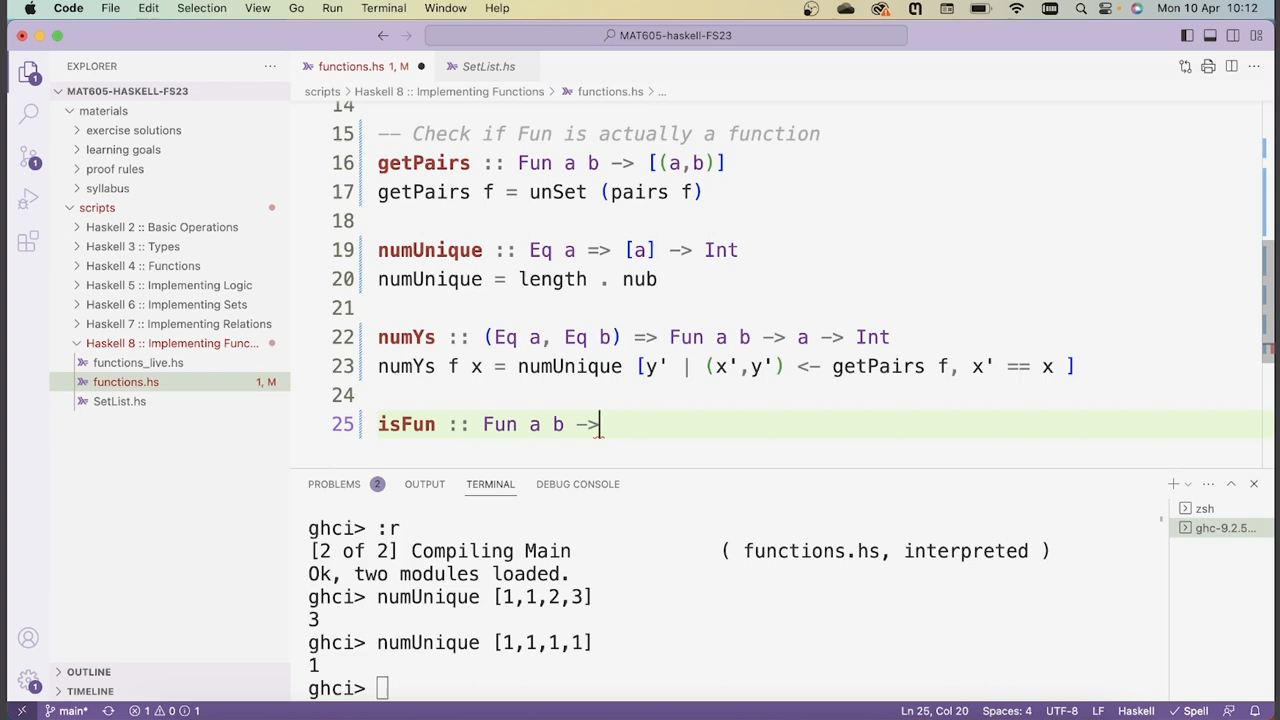 Code File Edit Selection View Go Run Terminal Window Help Mon 10 Apr 10:12
MAT605-haskell-FS23
EXPLORER
functions.hs 1, M
SetList.hs
MAT605-HASKELL-FS23
scripts > Haskell 8 :: Implementing Functions > functions.hs > ...
materials
exercise solutions
learning goals
proof rules
syllabus
scripts
Haskell 2 :: Basic Operations
Haskell 3 :: Types
Haskell 4 :: Functions
Haskell 5 :: Implementing Logic
Haskell 6 :: Implementing Sets
Haskell 7 :: Implementing Relations
Haskell 8 :: Implementing Func...
functions_live.hs
functions.hs 1, M
SetList.hs
OUTLINE
TIMELINE
14
15 -- Check if Fun is actually a function
16 getPairs :: Fun a b -> [(a,b)]
17 getPairs f = unSet (pairs f)
18
19 numUnique :: Eq a => [a] -> Int
20 numUnique = length . nub
21
22 numYs :: (Eq a, Eq b) => Fun a b -> a -> Int
23 numYs f x = numUnique [y' | (x',y') <- getPairs f, x' == x ]
24
25 isFun :: Fun a b ->
PROBLEMS 2 OUTPUT TERMINAL DEBUG CONSOLE
ghci> :r
[2 of 2] Compiling Main ( functions.hs, interpreted )
Ok, two modules loaded.
ghci> numUnique [1,1,2,3]
3
ghci> numUnique [1,1,1,1]
1
ghci>
zsh
ghc-9.2.5...
main* 1 0 1 Ln 25, Col 20 Spaces: 4 UTF-8 LF Haskell Spell